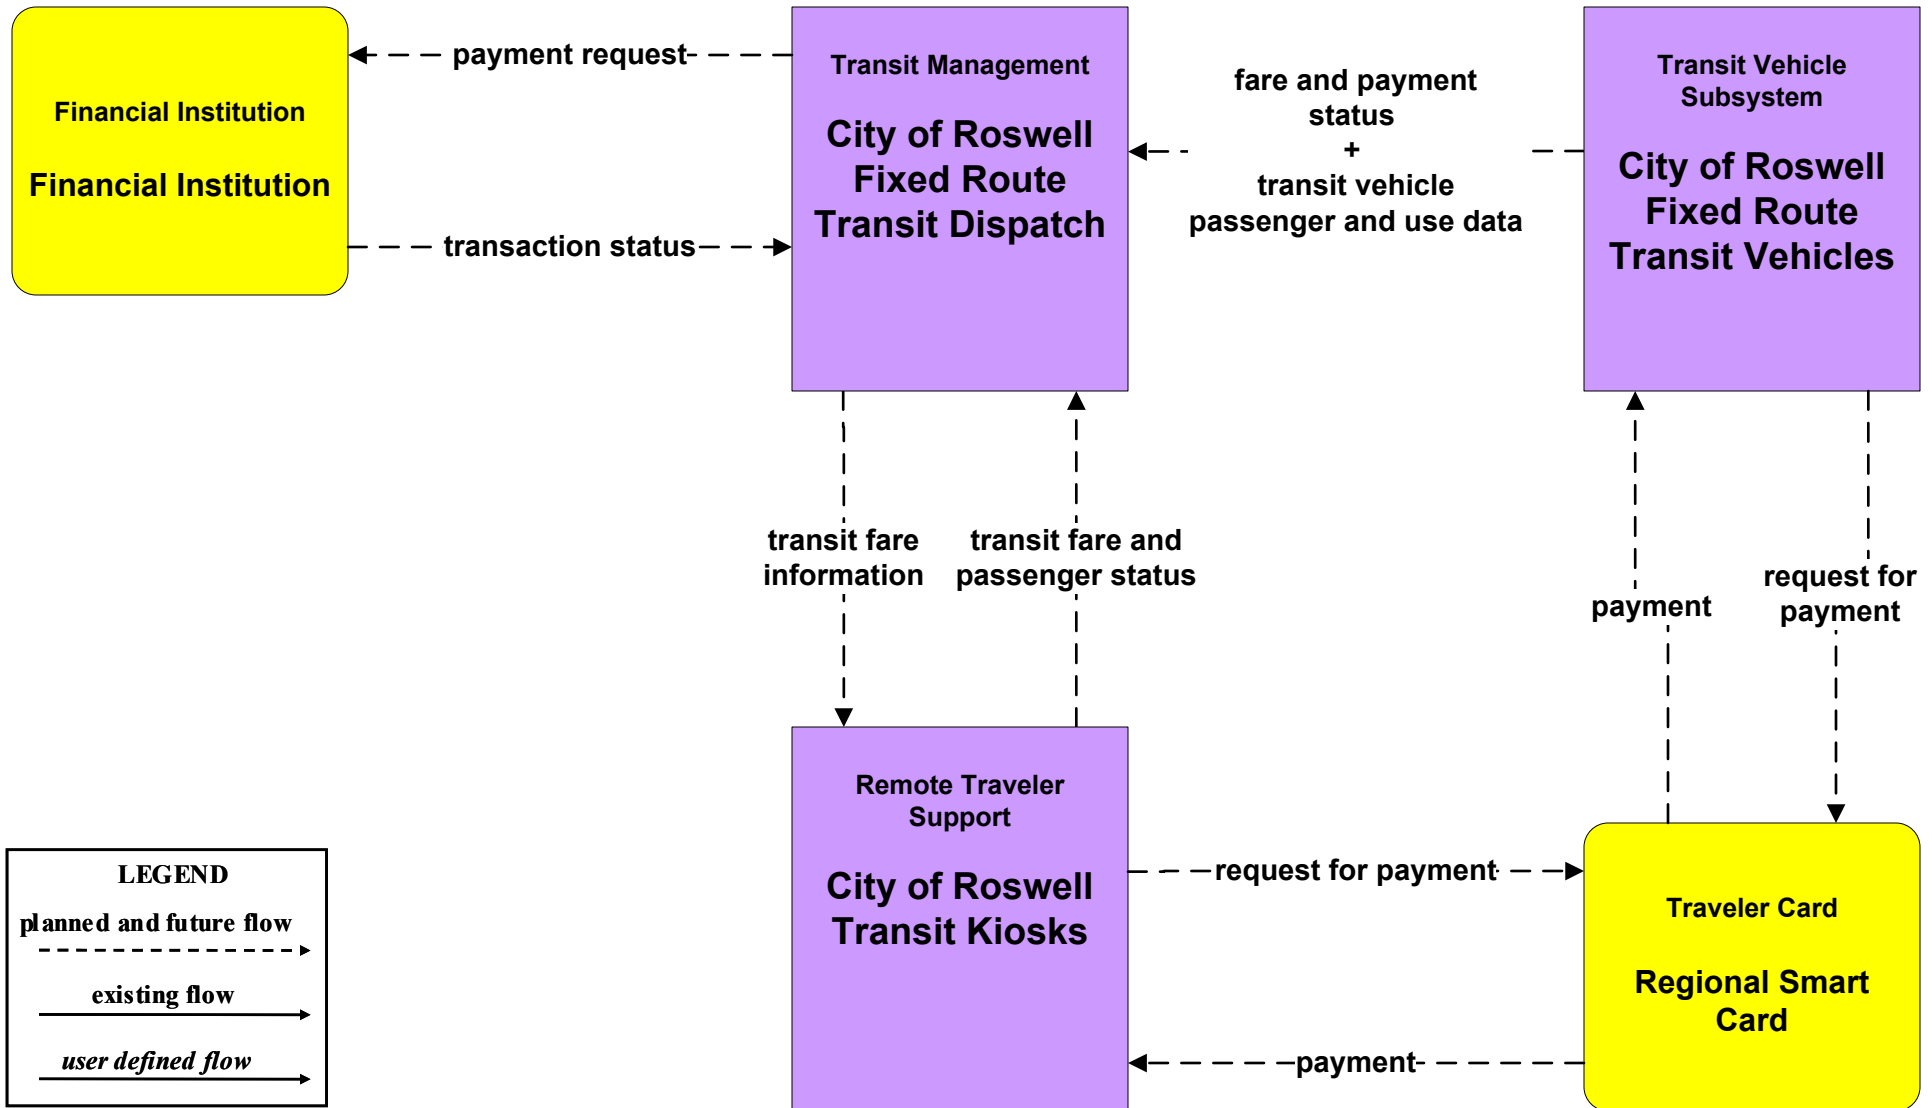 Financial Institution
Financial Institution
payment request
transaction status
Transit Management
City of Roswell
Fixed Route
Transit Dispatch
fare and payment
status
+
transit vehicle
passenger and use data
Transit Vehicle
Subsystem
City of Roswell
Fixed Route
Transit Vehicles
transit fare
information
transit fare and
passenger status
payment
request for
payment
Remote Traveler
Support
City of Roswell
Transit Kiosks
request for payment
payment
Traveler Card
Regional Smart
Card
LEGEND
planned and future flow
existing flow
user defined flow